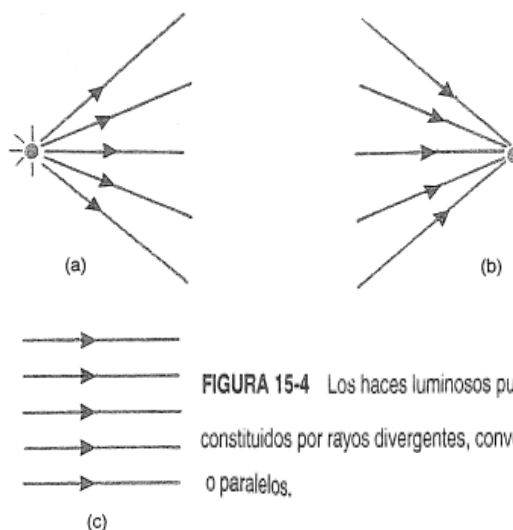 (a)
(b)
FIGURA 15-4 Los haces luminosos
constituidos por rayos divergentes,
o paralelos.
(c)